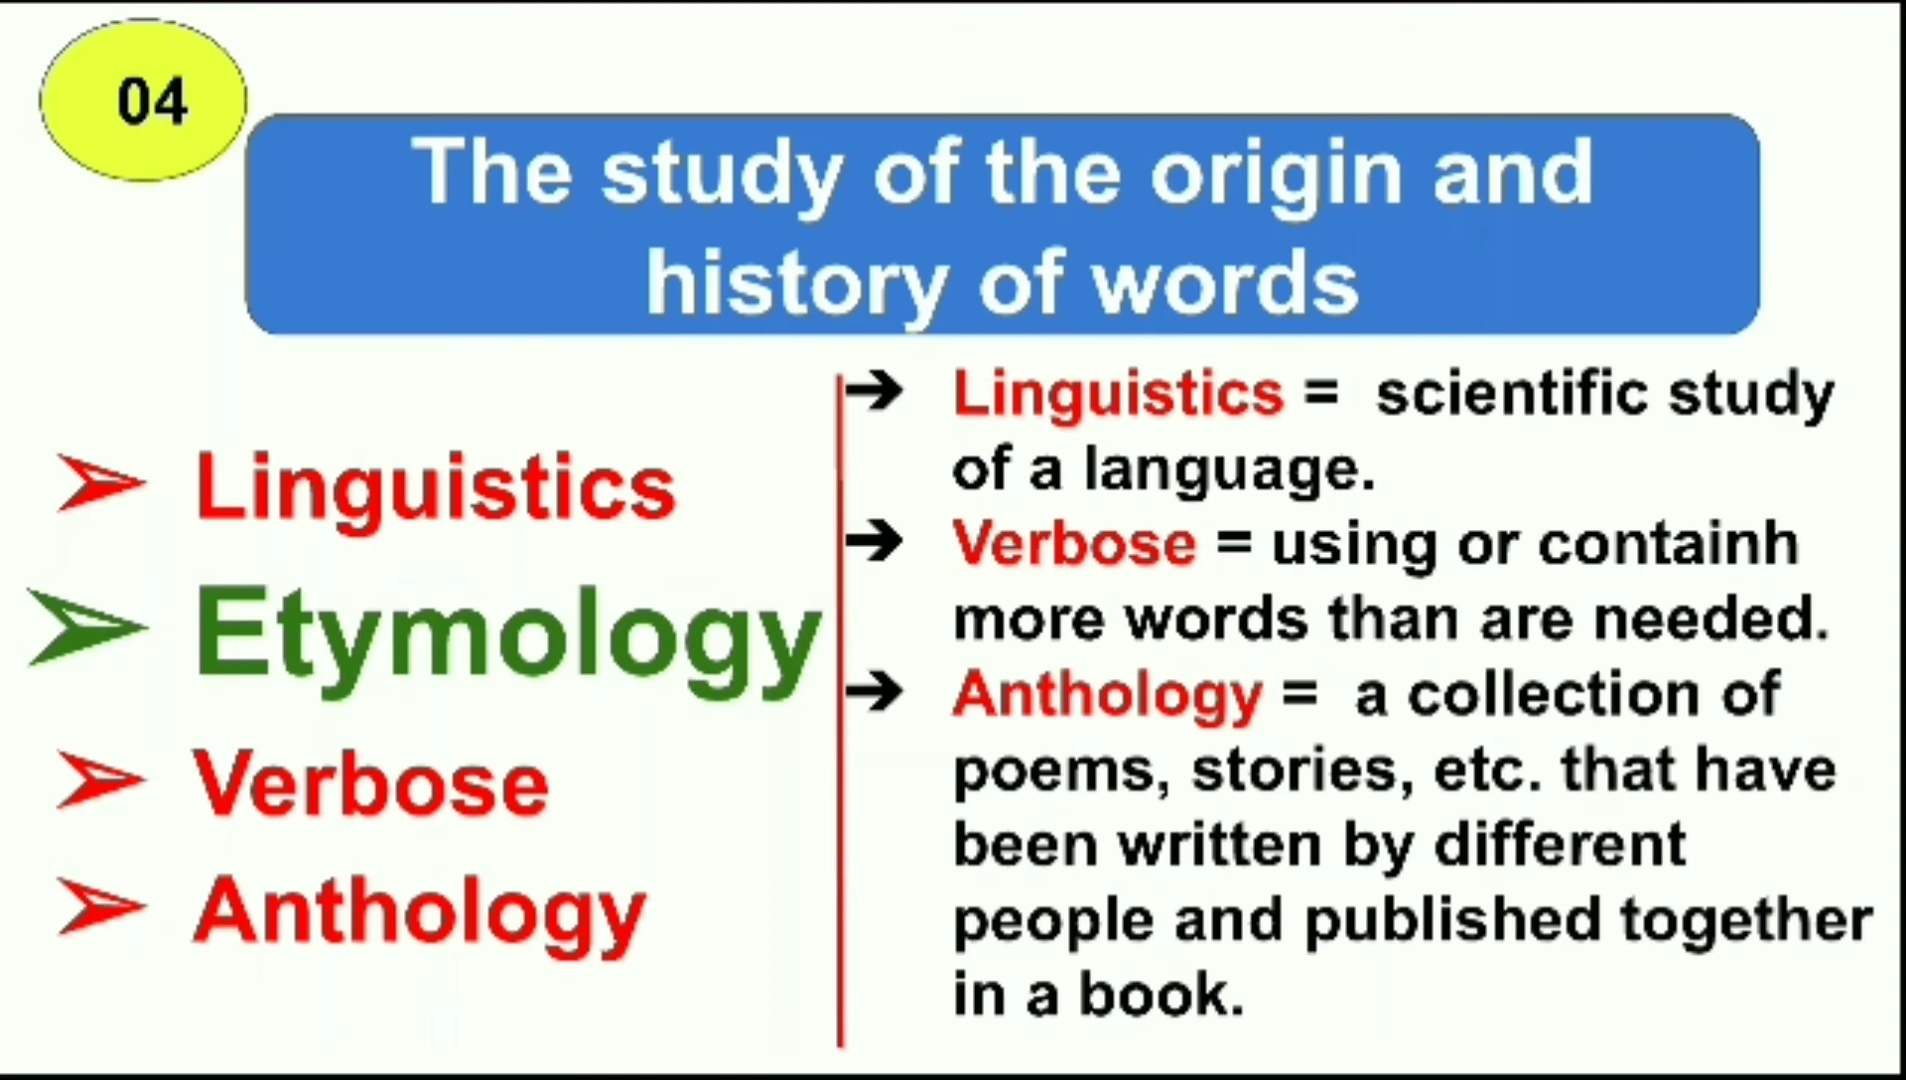 04
The study of the origin and
history of words
Linguistics
Etymology
Verbose
Anthology
Linguistics = scientific study
of a language.
Verbose = using or containh
more words than are needed.
Anthology = a collection of
poems, stories, etc. that have
been written by different
people and published together
in a book.